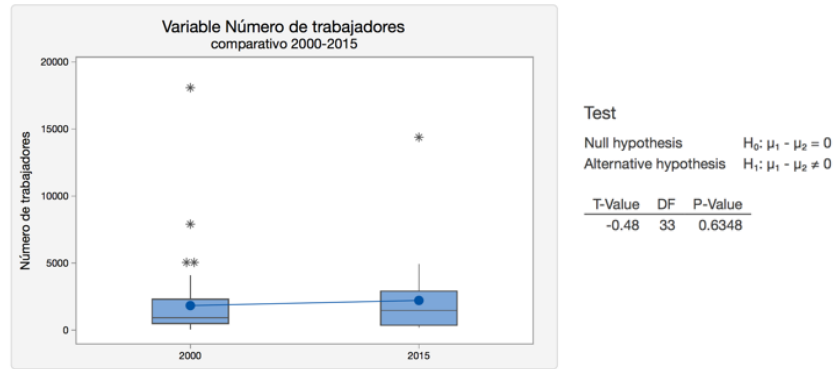 Variable Número de trabajadores
comparativo 2000-2015
Número de trabajadores
20000
15000
10000
5000
0
2000
2015
Test
Null hypothesis H₀: µ₁ - µ₂ = 0
Alternative hypothesis H₁: µ₁ - µ₂ ≠ 0
T-Value DF P-Value
-0.48 33 0.6348